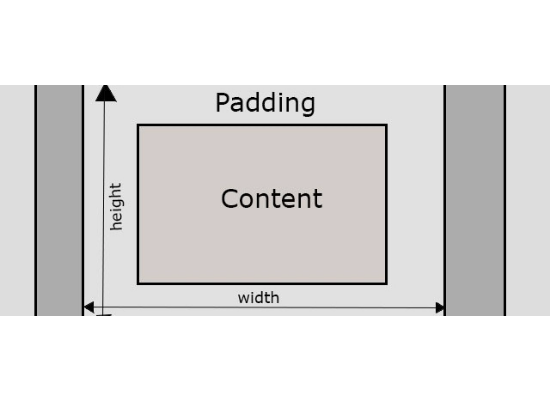 Padding
Content
height
width